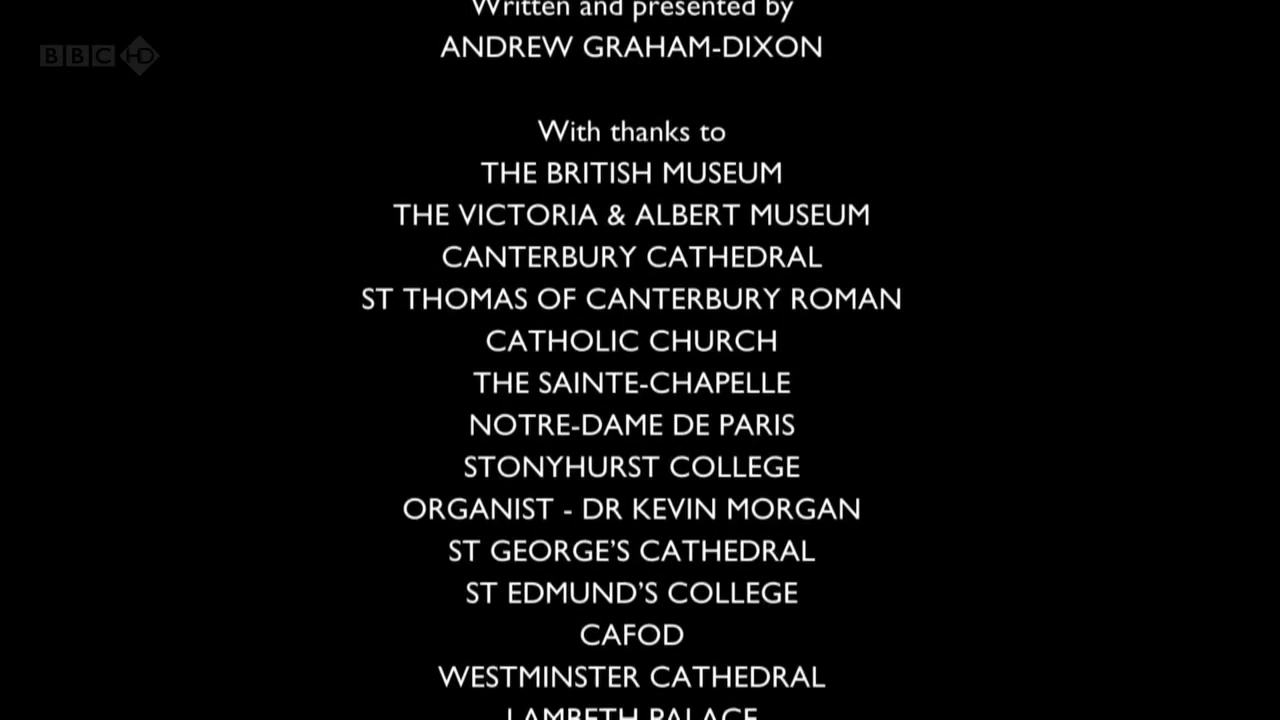 Written and presented by
BBC HD
ANDREW GRAHAM-DIXON
With thanks to
THE BRITISH MUSEUM
THE VICTORIA & ALBERT MUSEUM
CANTERBURY CATHEDRAL
ST THOMAS OF CANTERBURY ROMAN
CATHOLIC CHURCH
THE SAINTE-CHAPELLE
NOTRE-DAME DE PARIS
STONYHURST COLLEGE
ORGANIST - DR KEVIN MORGAN
ST GEORGE’S CATHEDRAL
ST EDMUND’S COLLEGE
CAFOD
WESTMINSTER CATHEDRAL
LAMBETH PALACE